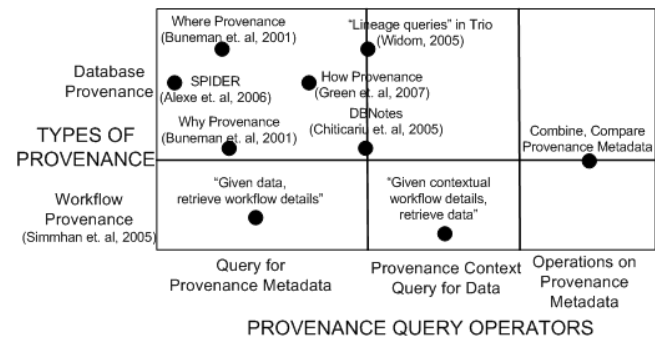 Where Provenance
(Buneman et. al, 2001)
"Lineage queries" in Trio
(Widom, 2005)
Database
Provenance
SPIDER
(Alexe et. al, 2006)
How Provenance
(Green et. al, 2007)
DBNotes
(Chiticariu et. al, 2005)
Why Provenance
(Buneman et. al, 2001)
TYPES OF
PROVENANCE
Combine, Compare
Provenance Metadata
Workflow
Provenance
(Simmhan et. al, 2005)
"Given data,
retrieve workflow details"
"Given contextual
workflow details,
retrieve data"
Query for
Provenance Metadata
Provenance Context
Query for Data
Operations on
Provenance
Metadata
PROVENANCE QUERY OPERATORS